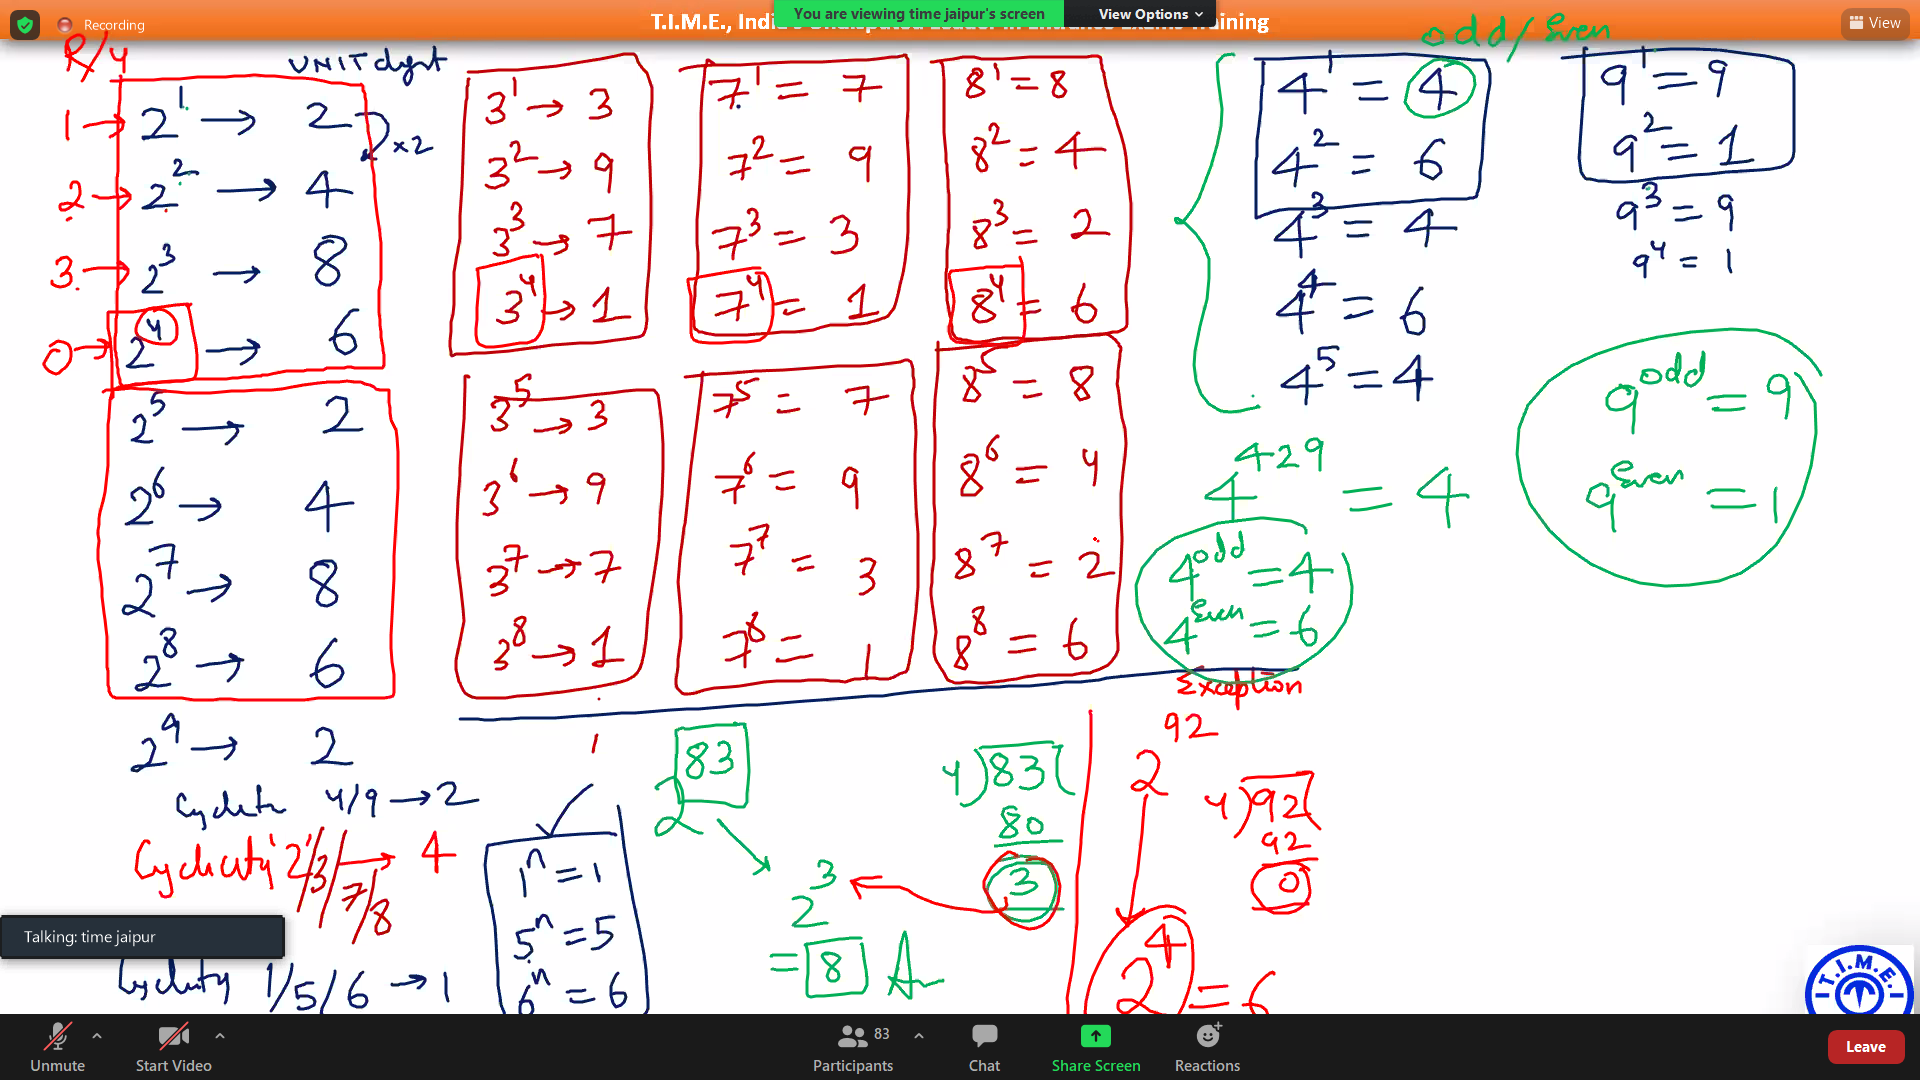 Recording
T.I.M.E., Indi
You are viewing time jaipur's screen
View Options
raining
View
R/4
UNIT digit
odd/Even
1 → 2^1 → 2
×2
2 → 2^2 → 4
3 → 2^3 → 8
0 → 2^4 → 6
2^5 → 2
2^6 → 4
2^7 → 8
2^8 → 6
2^9 → 2
4/9 → 2
Cyclicity 2/3/7/8 → 4
Cyclicity 1/5/6 → 1
3^1 → 3
3^2 → 9
3^3 → 7
3^4 → 1
3^5 → 3
3^6 → 9
3^7 → 7
3^8 → 1
7^1 = 7
7^2 = 9
7^3 = 3
7^4 = 1
7^5 = 7
7^6 = 9
7^7 = 3
7^8 = 1
8^1 = 8
8^2 = 4
8^3 = 2
8^4 = 6
8^5 = 8
8^6 = 4
8^7 = 2
8^8 = 6
4^1 = 4
4^2 = 6
4^3 = 4
4^4 = 6
4^5 = 4
4^429 = 4
4^odd = 4
4^Even = 6
9^1 = 9
9^2 = 1
9^3 = 9
9^4 = 1
9^odd = 9
9^Even = 1
1^n = 1
5^n = 5
6^n = 6
2^83
4)83(
80
3
2^3
= 8
Exception
2^92
4)92(
92
0
2^4 = 6
Talking: time jaipur
T.I.M.E.
Unmute
Start Video
83
Participants
Chat
Share Screen
Reactions
Leave